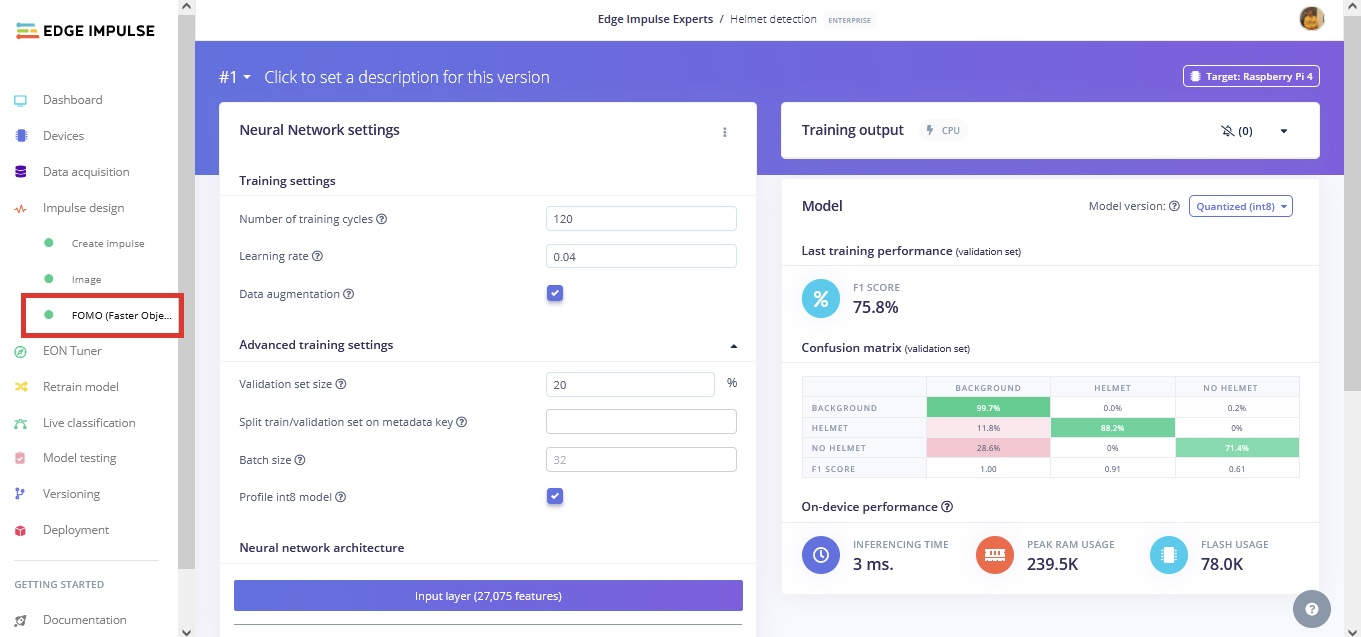 EDGE IMPULSE
Edge Impulse Experts / Helmet detection ENTERPRISE
#1 Click to set a description for this version
Target: Raspberry Pi 4
Dashboard
Devices
Data acquisition
Impulse design
Create impulse
Image
FOMO (Faster Obje...
EON Tuner
Retrain model
Live classification
Model testing
Versioning
Deployment
GETTING STARTED
Documentation
Neural Network settings
Training settings
Number of training cycles 120
Learning rate 0.04
Data augmentation
Advanced training settings
Validation set size 20 %
Split train/validation set on metadata key
Batch size 32
Profile int8 model
Neural network architecture
Input layer (27,075 features)
Training output CPU (0)
Model Model version: Quantized (int8)
Last training performance (validation set)
% F1 SCORE
75.8%
Confusion matrix (validation set)
BACKGROUND HELMET NO HELMET
BACKGROUND 99.7% 0.0% 0.2%
HELMET 11.8% 88.2% 0%
NO HELMET 28.6% 0% 71.4%
F1 SCORE 1.00 0.91 0.61
On-device performance
INFERENCING TIME
3 ms.
PEAK RAM USAGE
239.5K
FLASH USAGE
78.0K